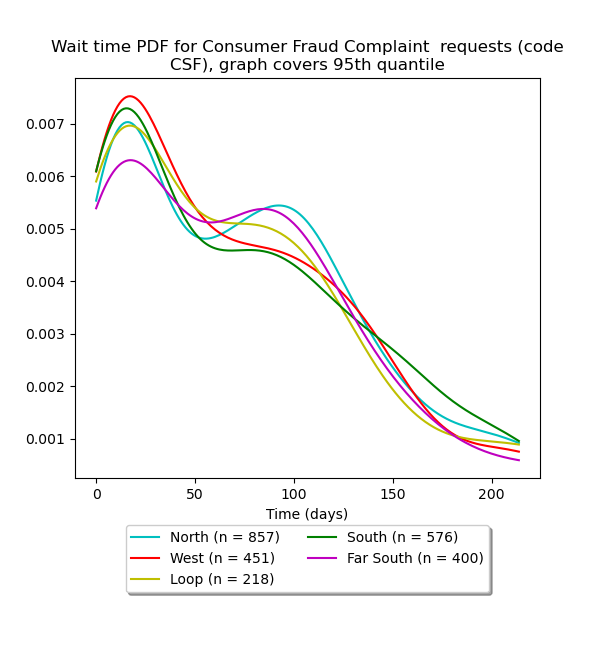 Wait time PDF for Consumer Fraud Complaint  requests (code
CSF), graph covers 95th quantile
0.007
0.006
0.005
0.004
0.003
0.002
0.001
0 50 100 150 200
Time (days)
North (n = 857) South (n = 576)
West (n = 451) Far South (n = 400)
Loop (n = 218)